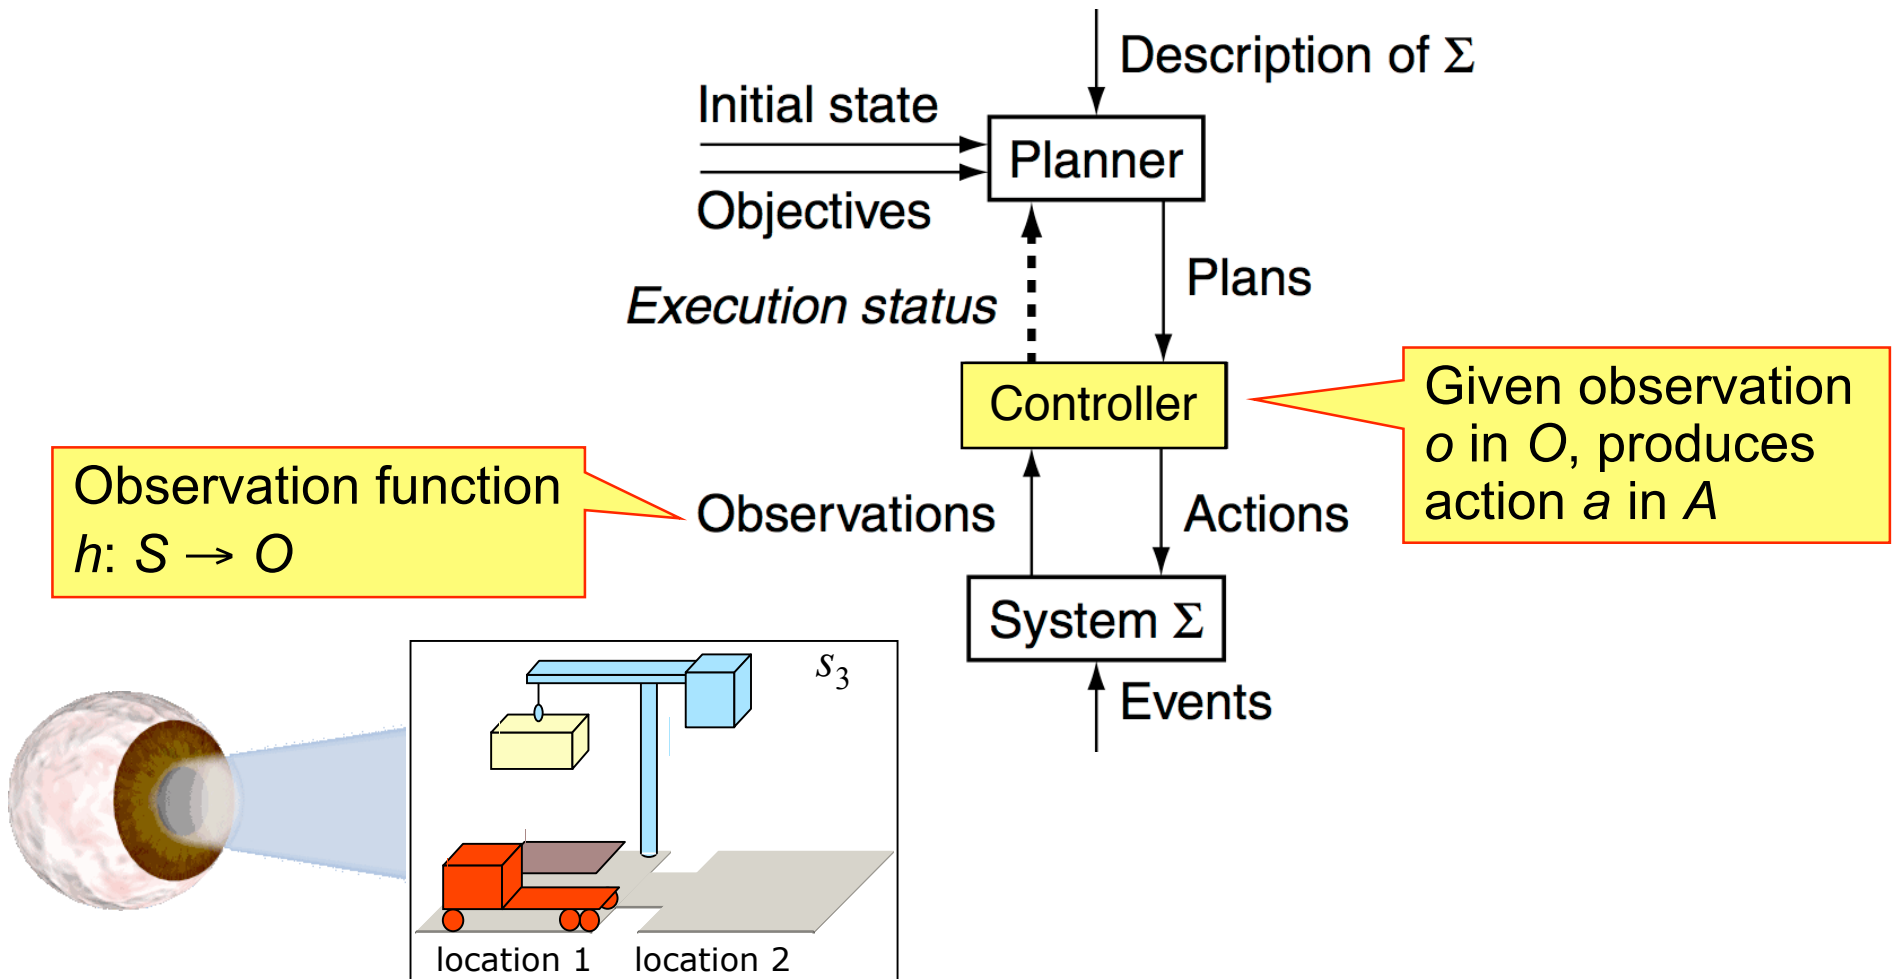 Description of Σ
Initial state
Planner
Objectives
Plans
Execution status
Controller
Given observation
o in O, produces
action a in A
Observation function
h: S → O
Observations
Actions
System Σ
s₃
Events
location 1
location 2